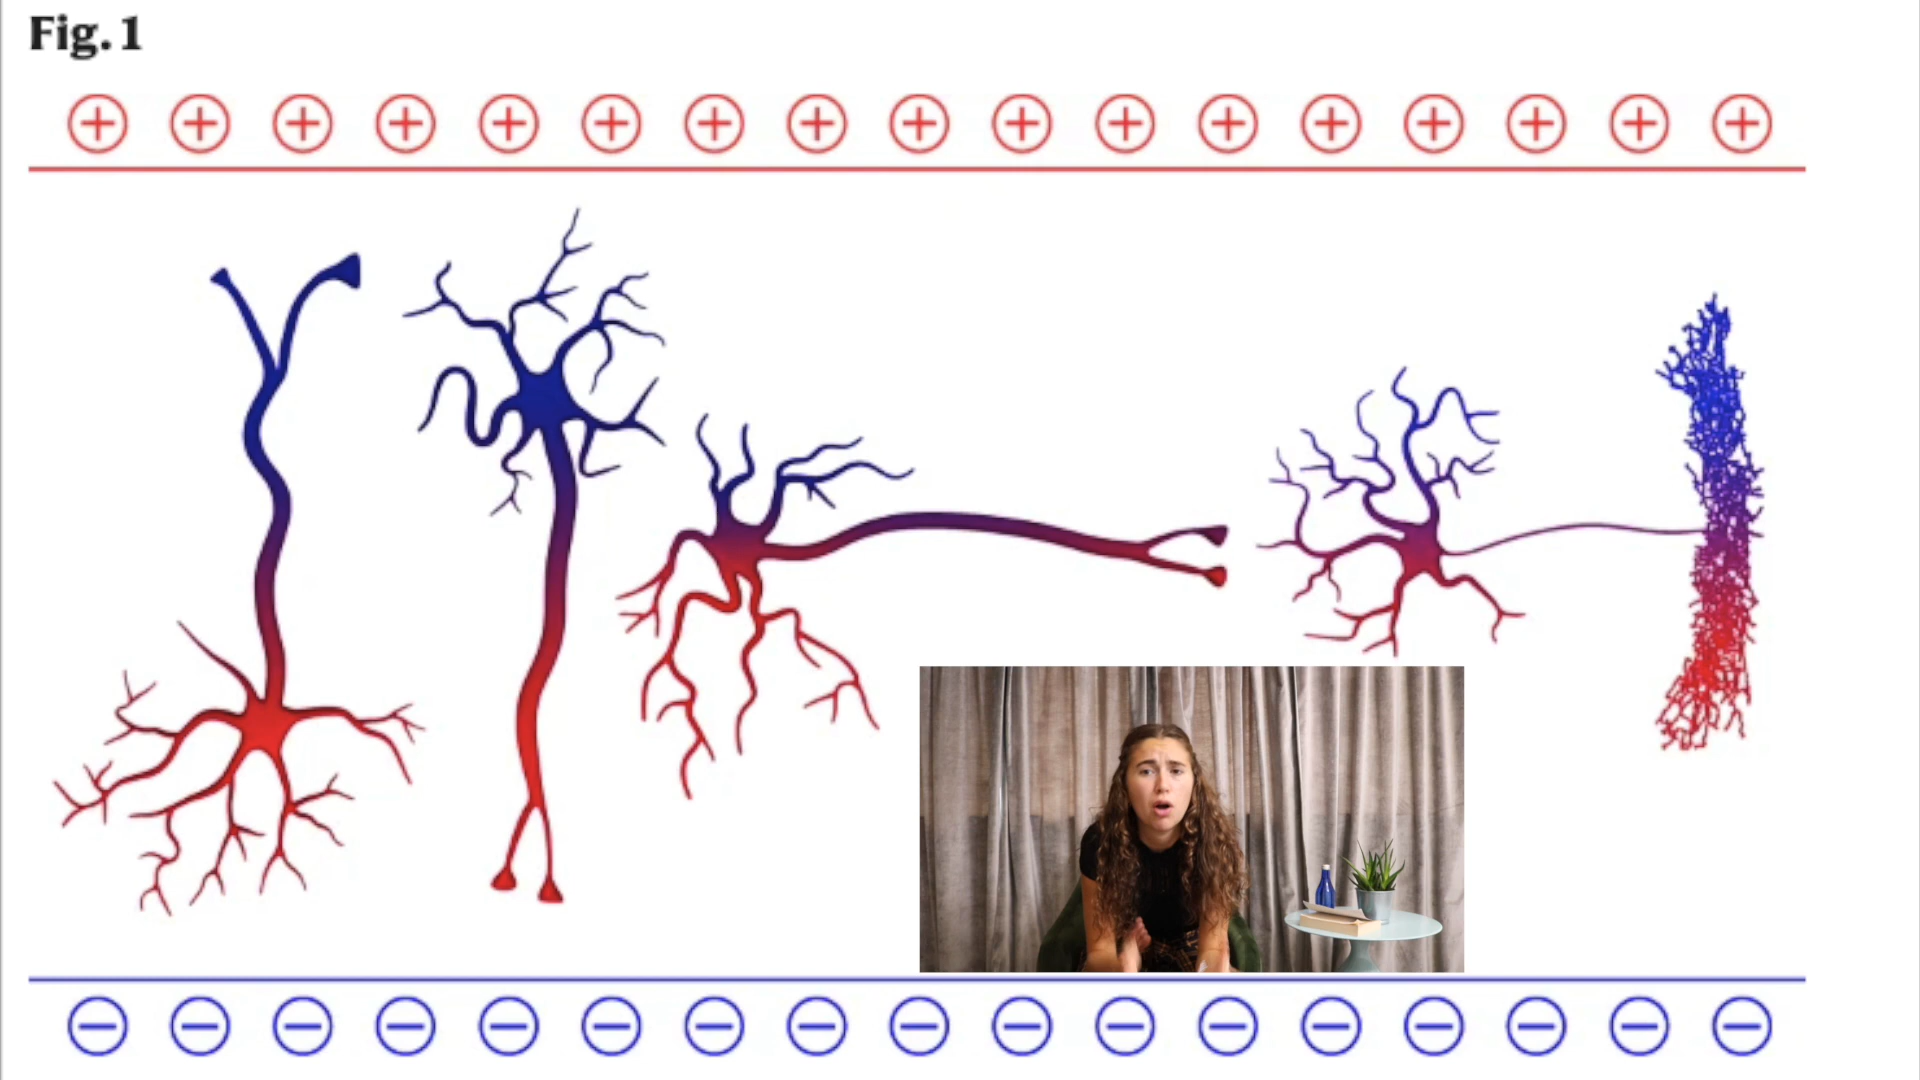 Fig. 1
+ + + + + + + + + + + + + + + + +
− − − − − − − − − − − − − − − − −